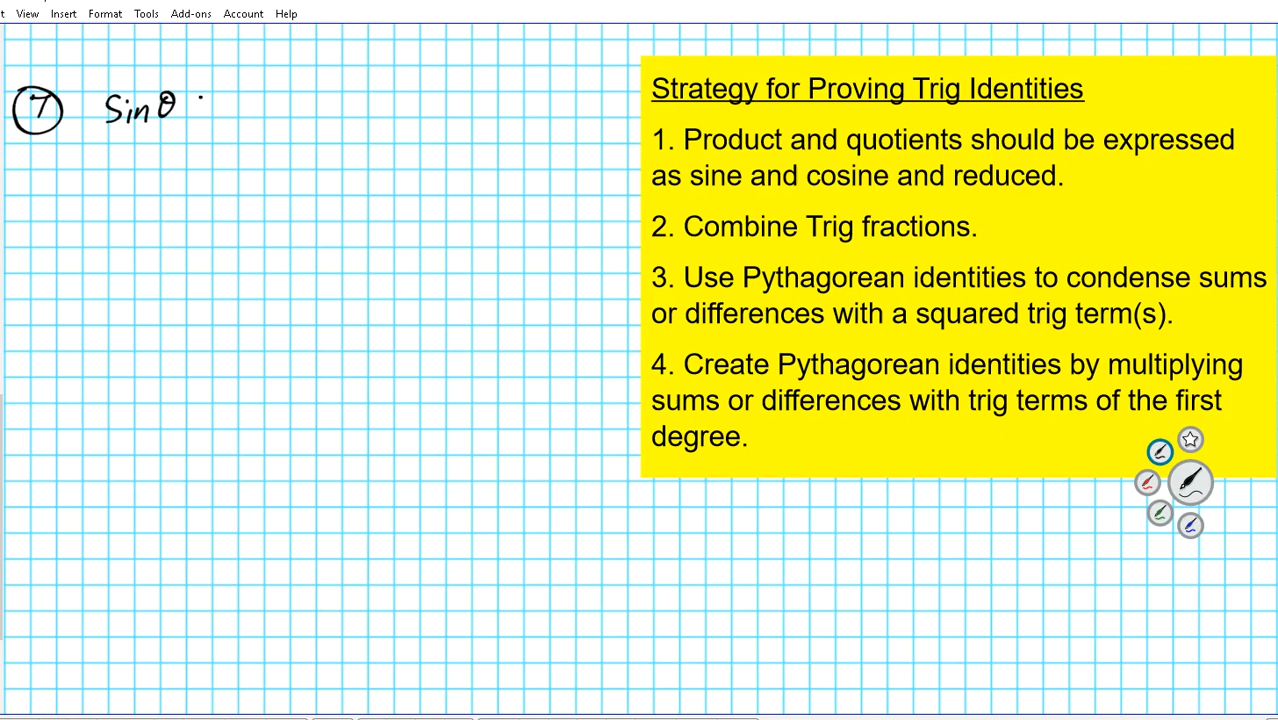 t View Insert Format Tools Add-ons Account Help
⑦ Sin θ ·
Strategy for Proving Trig Identities
1. Product and quotients should be expressed
as sine and cosine and reduced.
2. Combine Trig fractions.
3. Use Pythagorean identities to condense sums
or differences with a squared trig term(s).
4. Create Pythagorean identities by multiplying
sums or differences with trig terms of the first
degree.